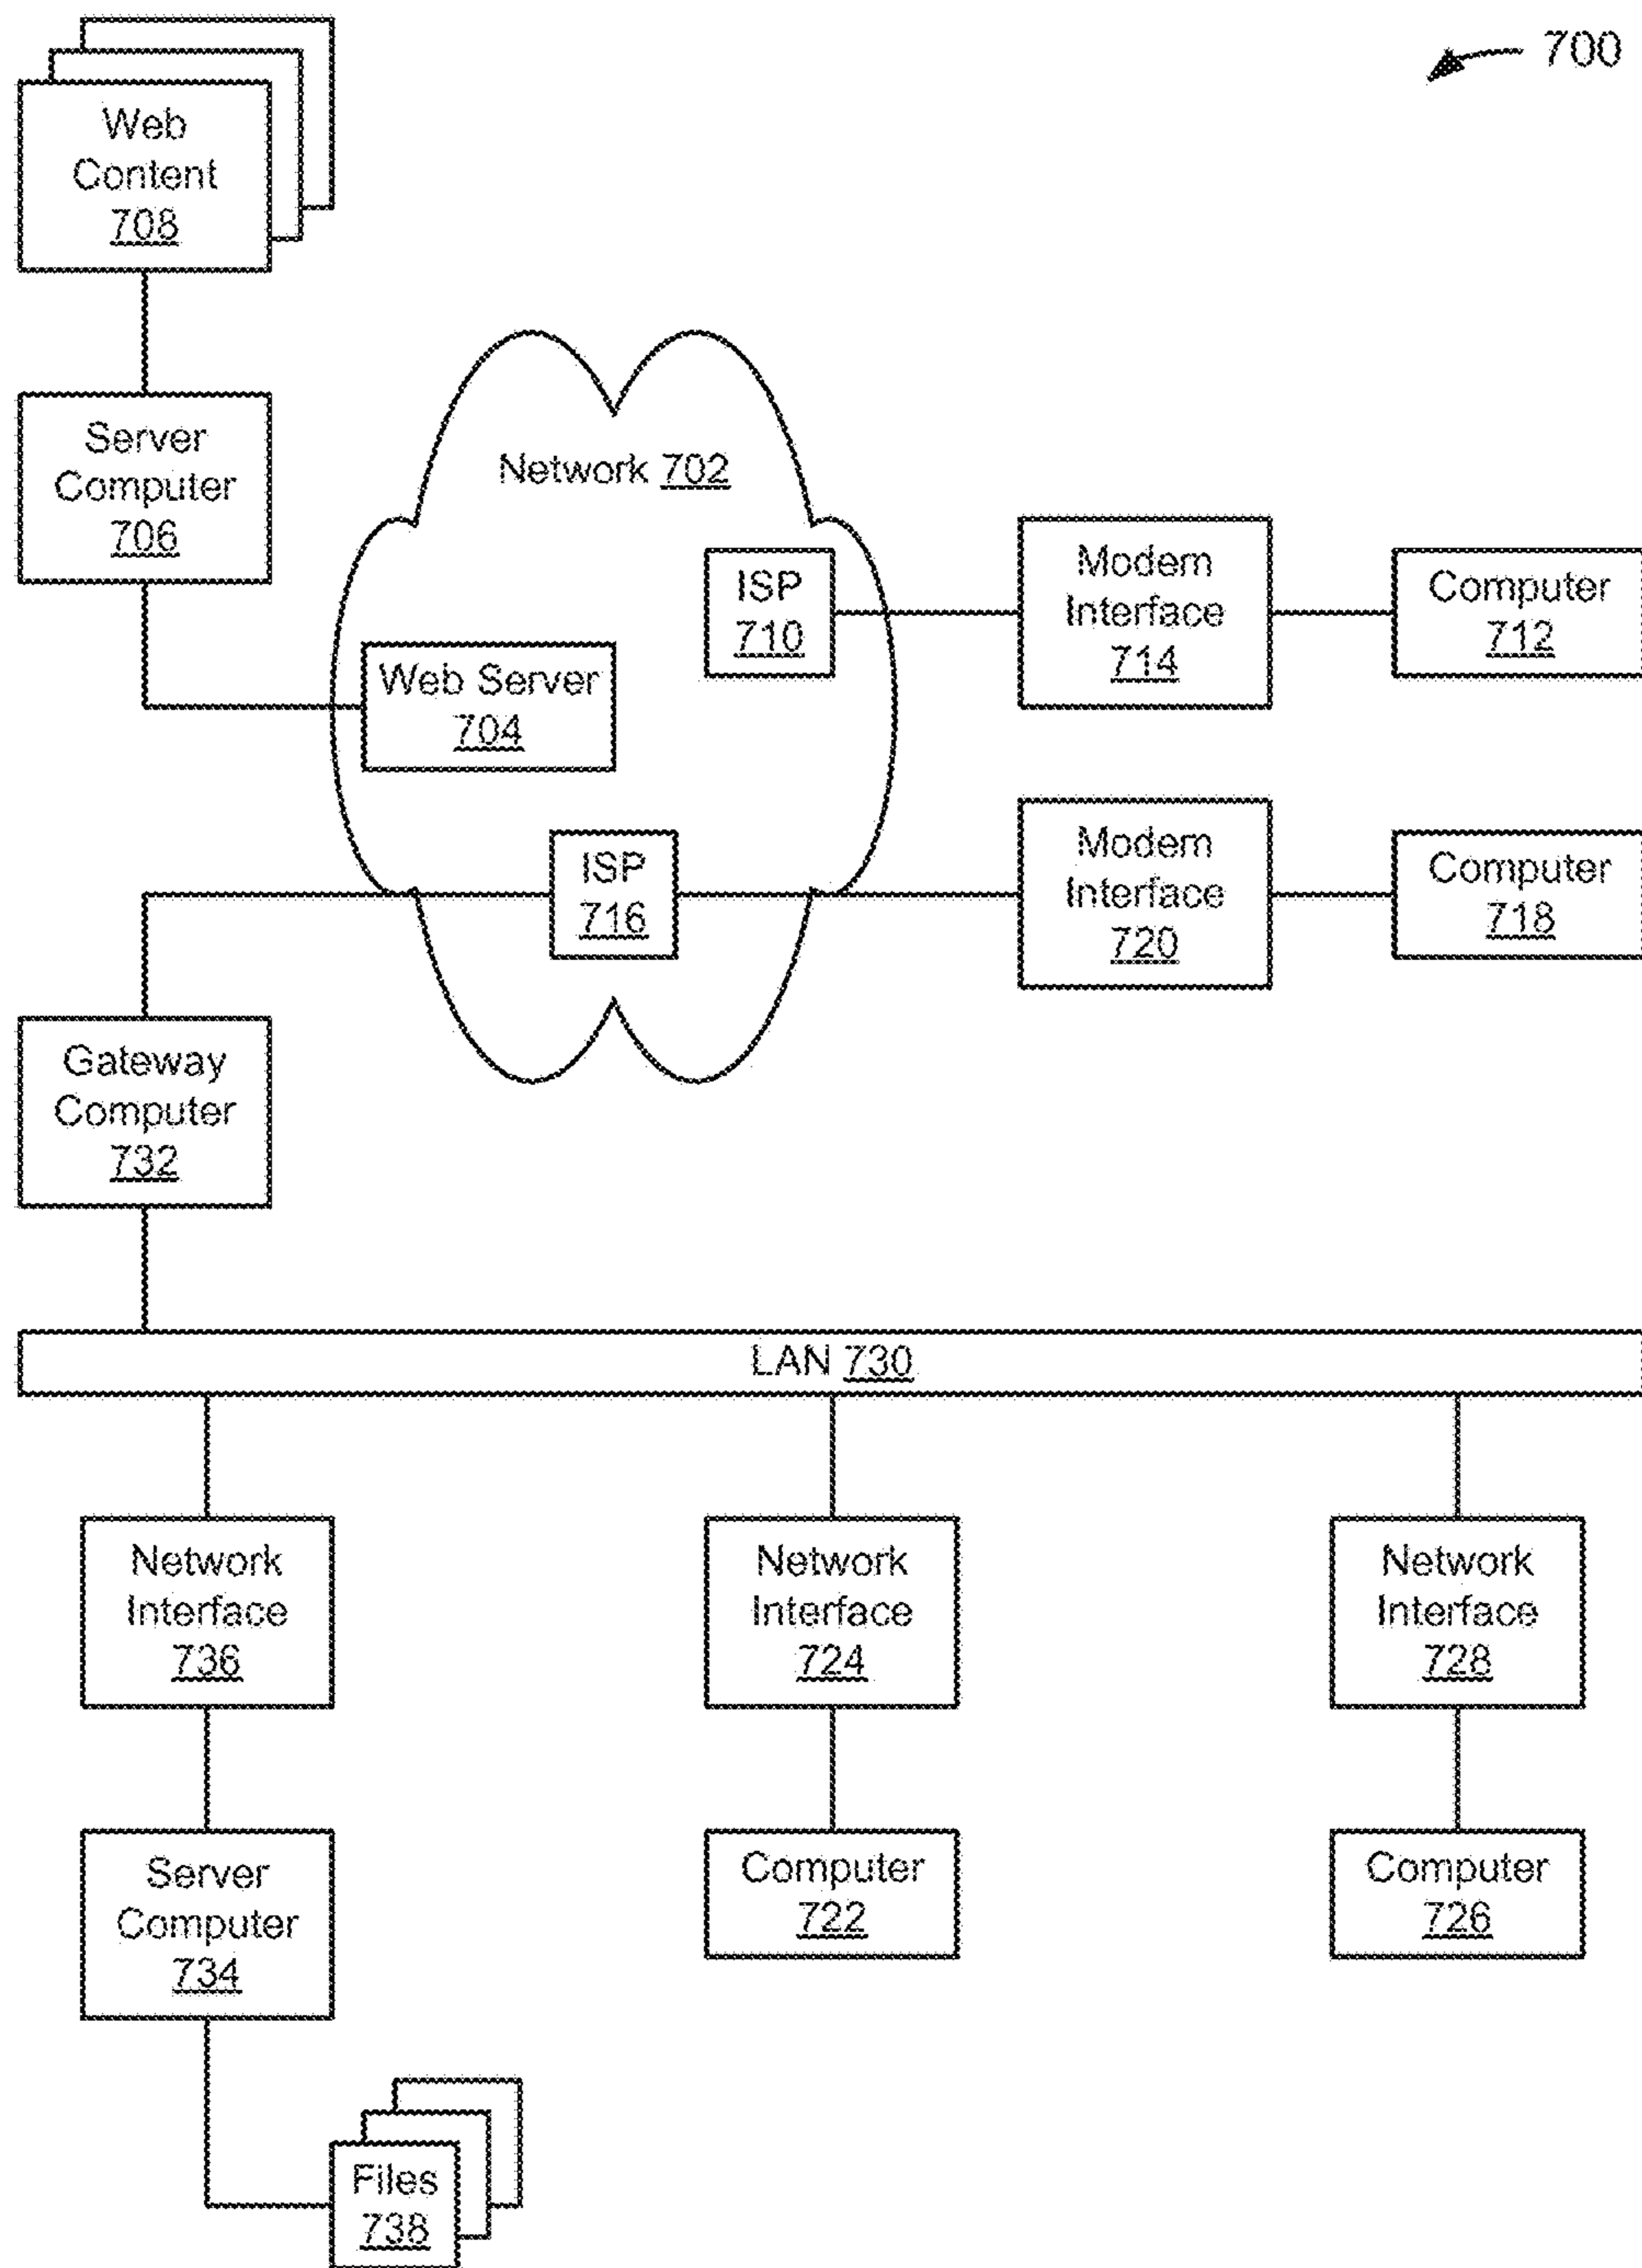 700
Web
Content
708
Server
Computer
706
Network 702
ISP
710
Modem
Interface
714
Computer
712
Web Server
704
ISP
716
Modem
Interface
720
Computer
718
Gateway
Computer
732
LAN 730
Network
Interface
736
Network
Interface
724
Network
Interface
728
Server
Computer
734
Computer
722
Computer
726
Files
738